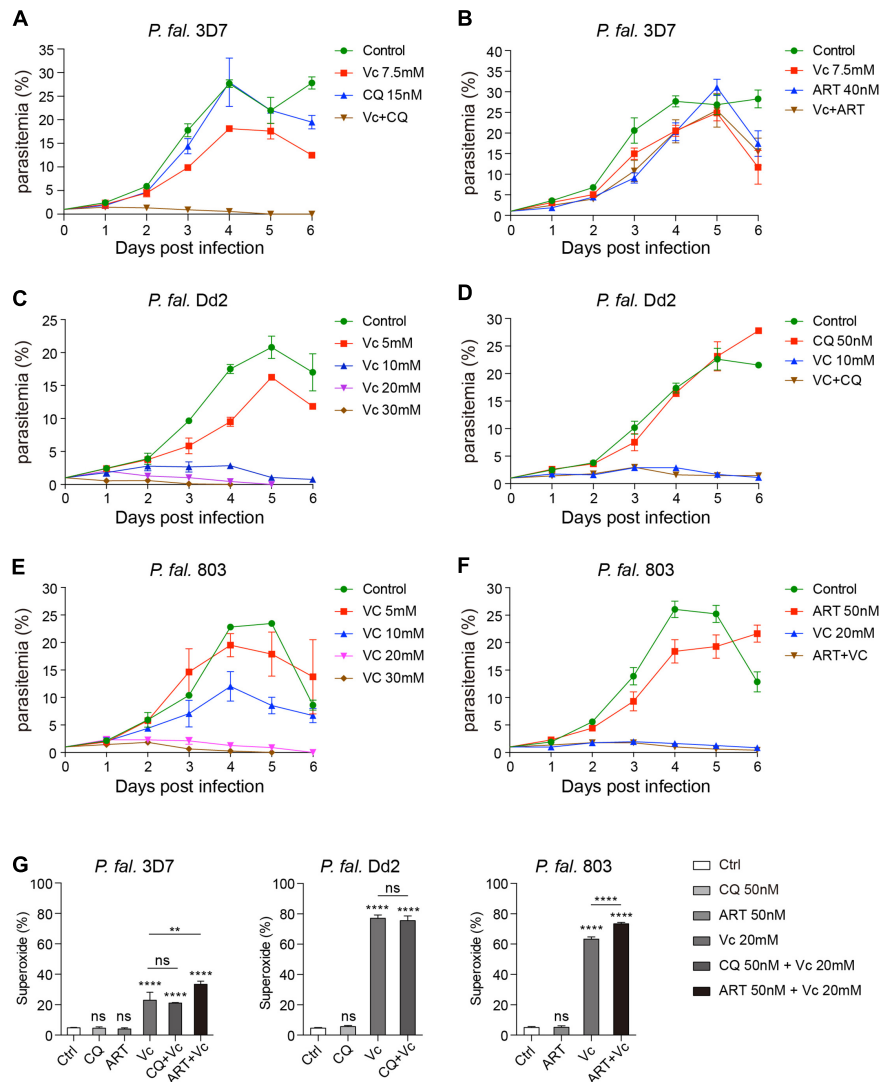 A
P. fal. 3D7
parasitemia (%)
35
30
25
20
15
10
5
0
0 1 2 3 4 5 6
Days post infection
Control
Vc 7.5mM
CQ 15nM
Vc+CQ
B
P. fal. 3D7
parasitemia (%)
40
35
30
25
20
15
10
5
0
0 1 2 3 4 5 6
Days post infection
Control
Vc 7.5mM
ART 40nM
Vc+ART
C
P. fal. Dd2
parasitemia (%)
25
20
15
10
5
0
0 1 2 3 4 5 6
Days post infection
Control
Vc 5mM
Vc 10mM
Vc 20mM
Vc 30mM
D
P. fal. Dd2
parasitemia (%)
30
25
20
15
10
5
0
0 1 2 3 4 5 6
Days post infection
Control
CQ 50nM
VC 10mM
VC+CQ
E
P. fal. 803
parasitemia (%)
30
25
20
15
10
5
0
0 1 2 3 4 5 6
Days post infection
Control
VC 5mM
VC 10mM
VC 20mM
VC 30mM
F
P. fal. 803
parasitemia (%)
30
25
20
15
10
5
0
0 1 2 3 4 5 6
Days post infection
Control
ART 50nM
VC 20mM
ART+VC
G
P. fal. 3D7
Superoxide (%)
100
80
60
40
20
0
**
ns
ns ns **** **** ****
Ctrl CQ ART Vc CQ+Vc ART+Vc
P. fal. Dd2
Superoxide (%)
100
80
60
40
20
0
ns
ns **** ****
Ctrl CQ Vc CQ+Vc
P. fal. 803
Superoxide (%)
100
80
60
40
20
0
****
ns **** ****
Ctrl ART Vc ART+Vc
Ctrl
CQ 50nM
ART 50nM
Vc 20mM
CQ 50nM + Vc 20mM
ART 50nM + Vc 20mM